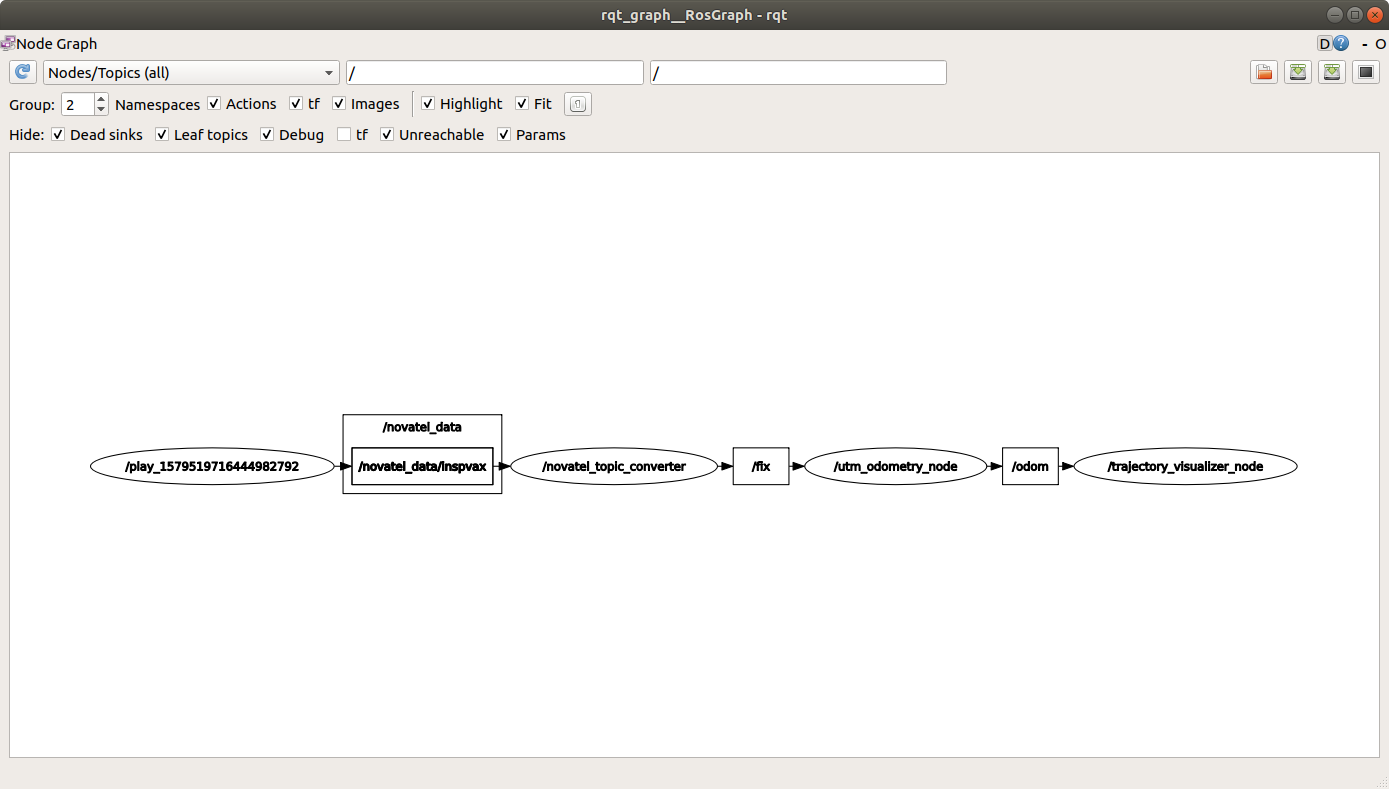 rqt_graph__RosGraph - rqt
Node Graph D ? - O
Nodes/Topics (all) / /
Group: 2 Namespaces Actions tf Images Highlight Fit
Hide: Dead sinks Leaf topics Debug tf Unreachable Params
/novatel_data
/play_1579519716444982792 /novatel_data/inspvax /novatel_topic_converter /fix /utm_odometry_node /odom /trajectory_visualizer_node